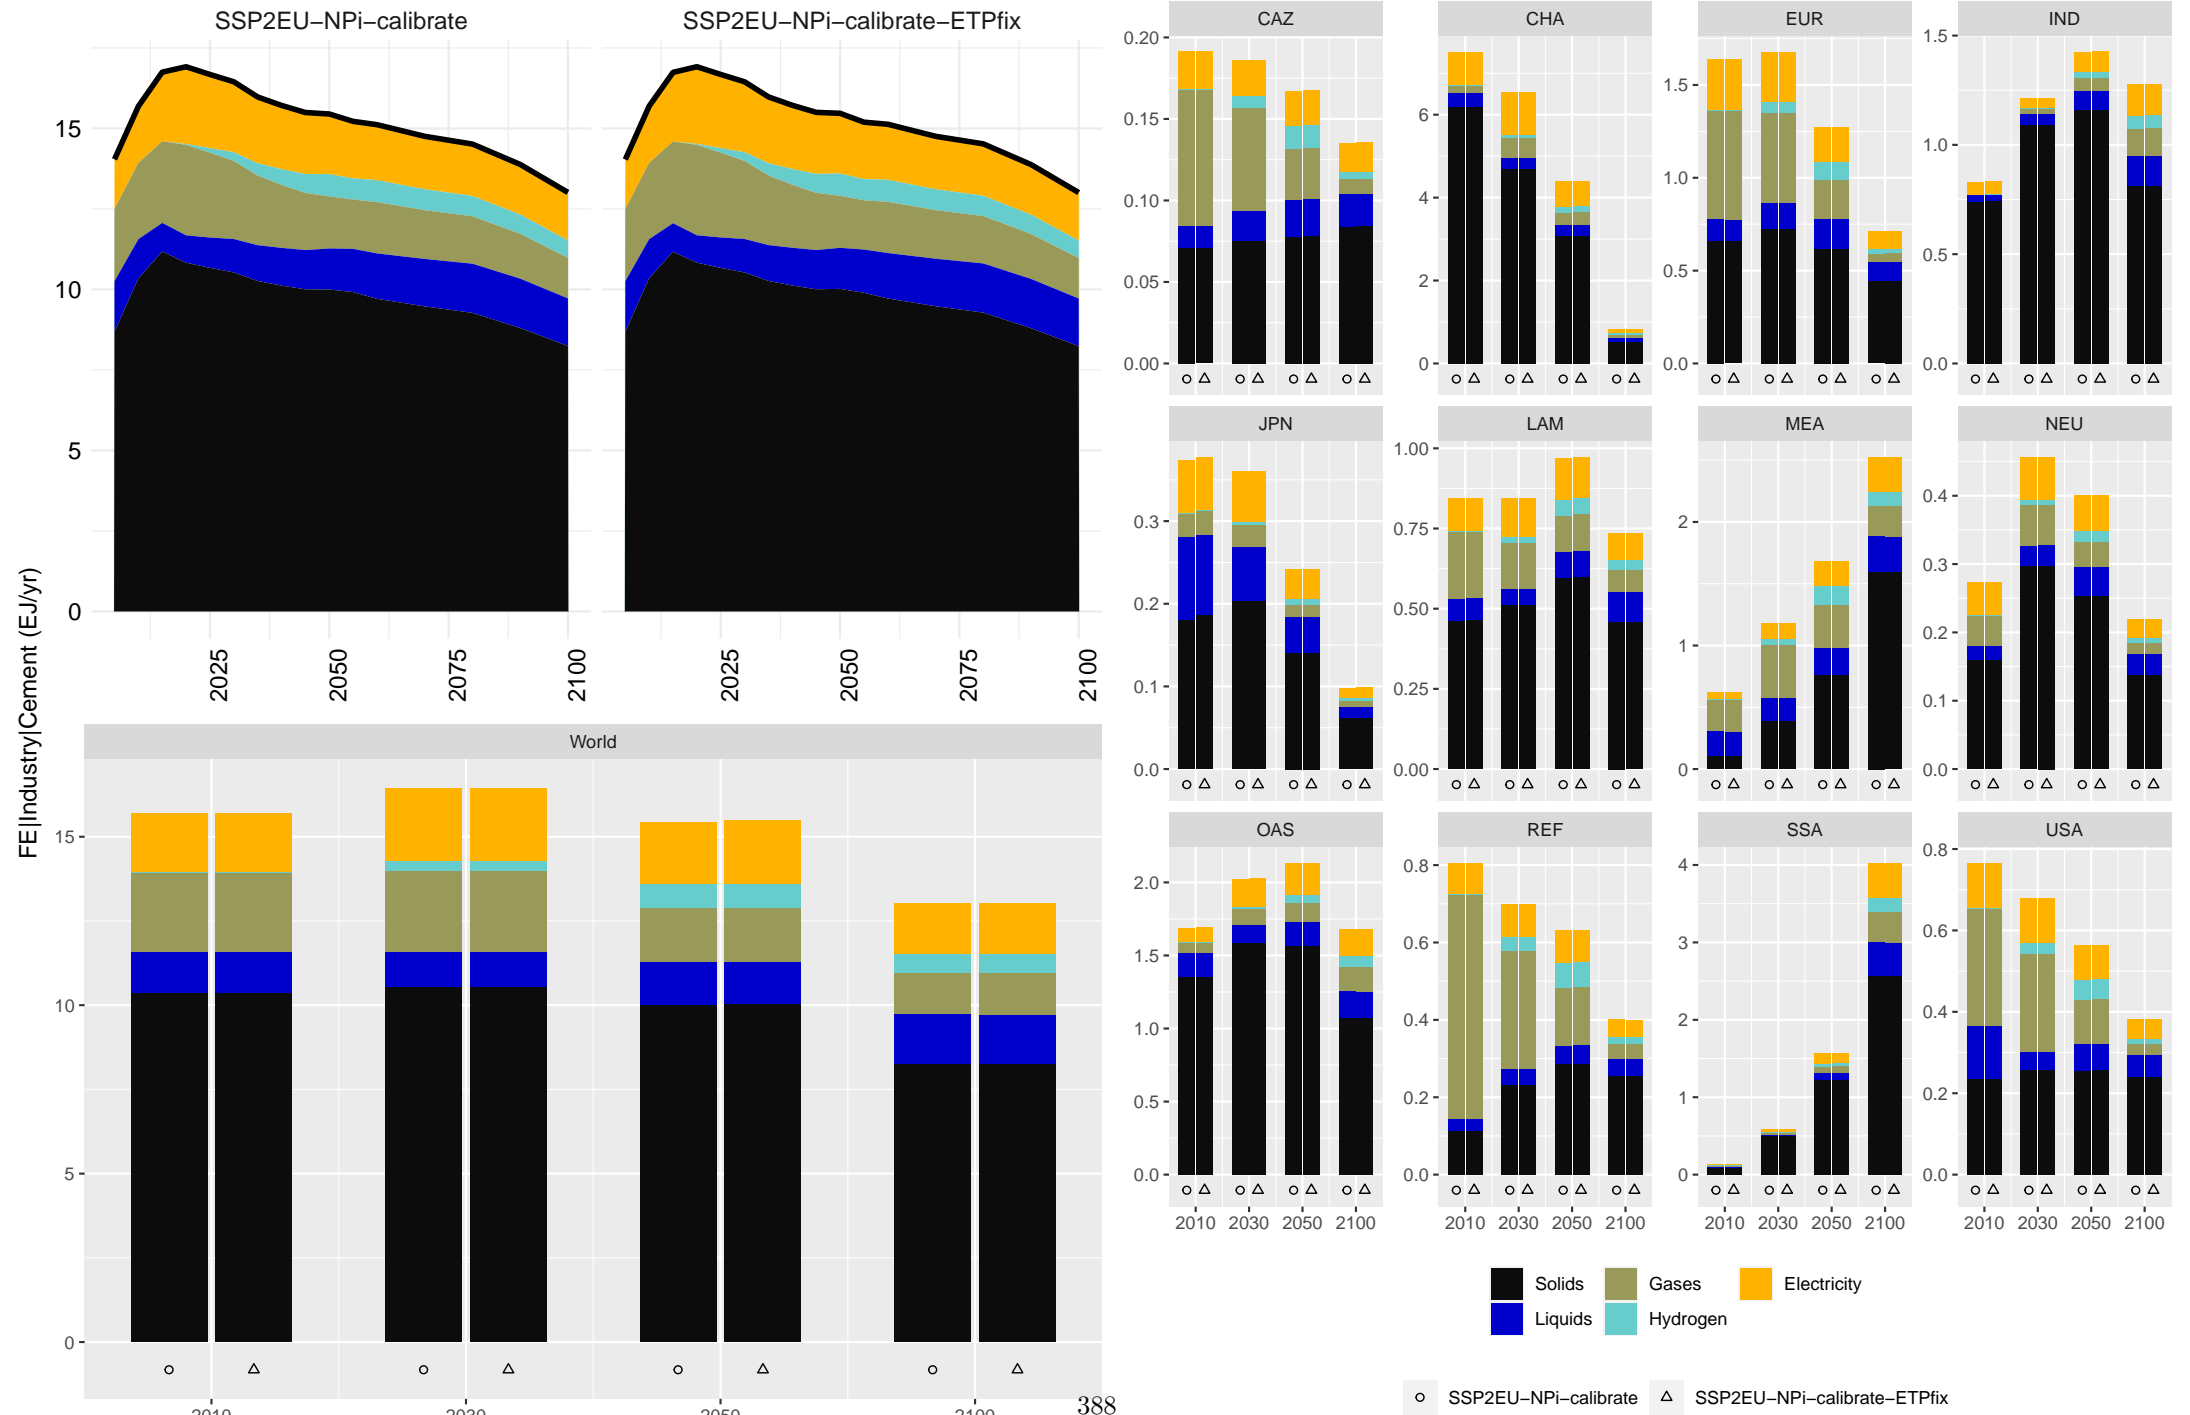 SSP2EU−NPi−calibrate
SSP2EU−NPi−calibrate−ETPfix
FE|Industry|Cement (EJ/yr)
15
10
5
0
2025 2050 2075 2100
2025 2050 2075 2100
World
15
10
5
0
2010 2030 2050 2100
CAZ
0.20
0.15
0.10
0.05
0.00
CHA
6
4
2
0
EUR
1.5
1.0
0.5
0.0
IND
1.5
1.0
0.5
0.0
JPN
0.3
0.2
0.1
0.0
LAM
1.00
0.75
0.50
0.25
0.00
MEA
2
1
0
NEU
0.4
0.3
0.2
0.1
0.0
OAS
2.0
1.5
1.0
0.5
0.0
2010 2030 2050 2100
REF
0.8
0.6
0.4
0.2
0.0
2010 2030 2050 2100
SSA
4
3
2
1
0
2010 2030 2050 2100
USA
0.8
0.6
0.4
0.2
0.0
2010 2030 2050 2100
Solids Gases Electricity
Liquids Hydrogen
SSP2EU−NPi−calibrate SSP2EU−NPi−calibrate−ETPfix
388